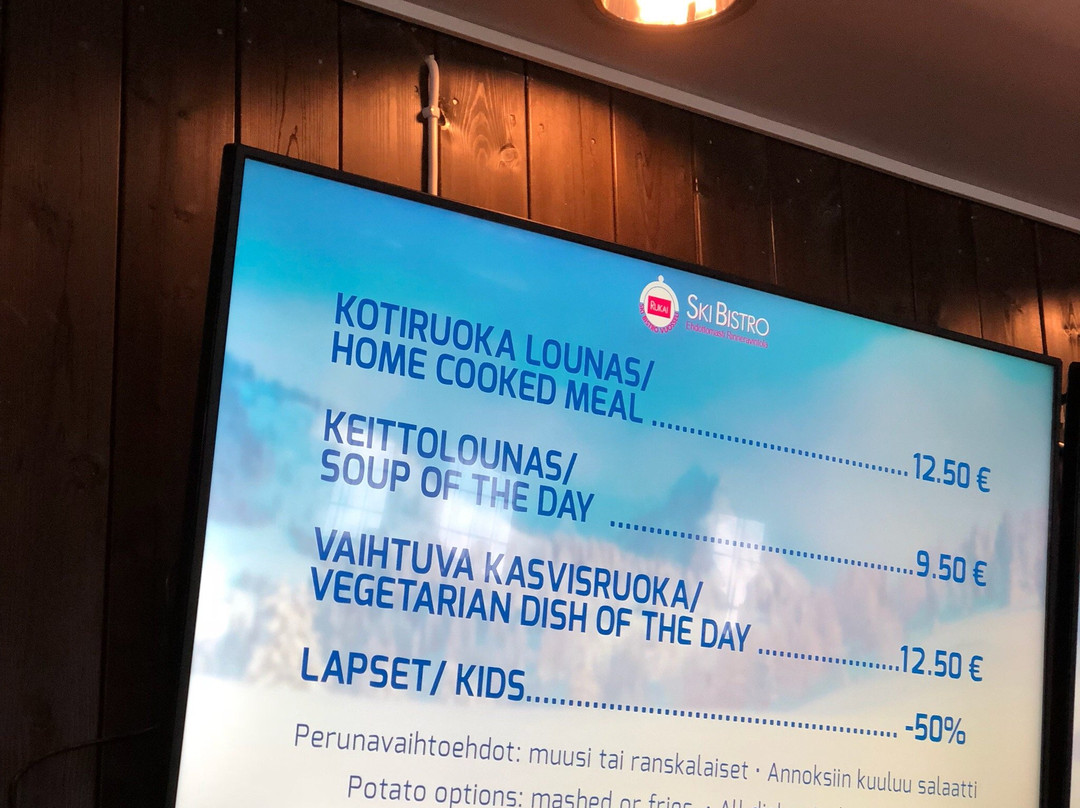 RUKA!
SKI BISTRO
KOTIRUOKA LOUNAS/
HOME COOKED MEAL ........................................ 12.50 €
KEITTOLOUNAS/
SOUP OF THE DAY ................................................ 9.50 €
VAIHTUVA KASVISRUOKA/
VEGETARIAN DISH OF THE DAY ...................... 12.50 €
LAPSET/ KIDS.......................................................... -50%
Perunavaihtoehdot: muusi tai ranskalaiset · Annoksiin kuuluu salaatti
Potato options: mashed or fries · All